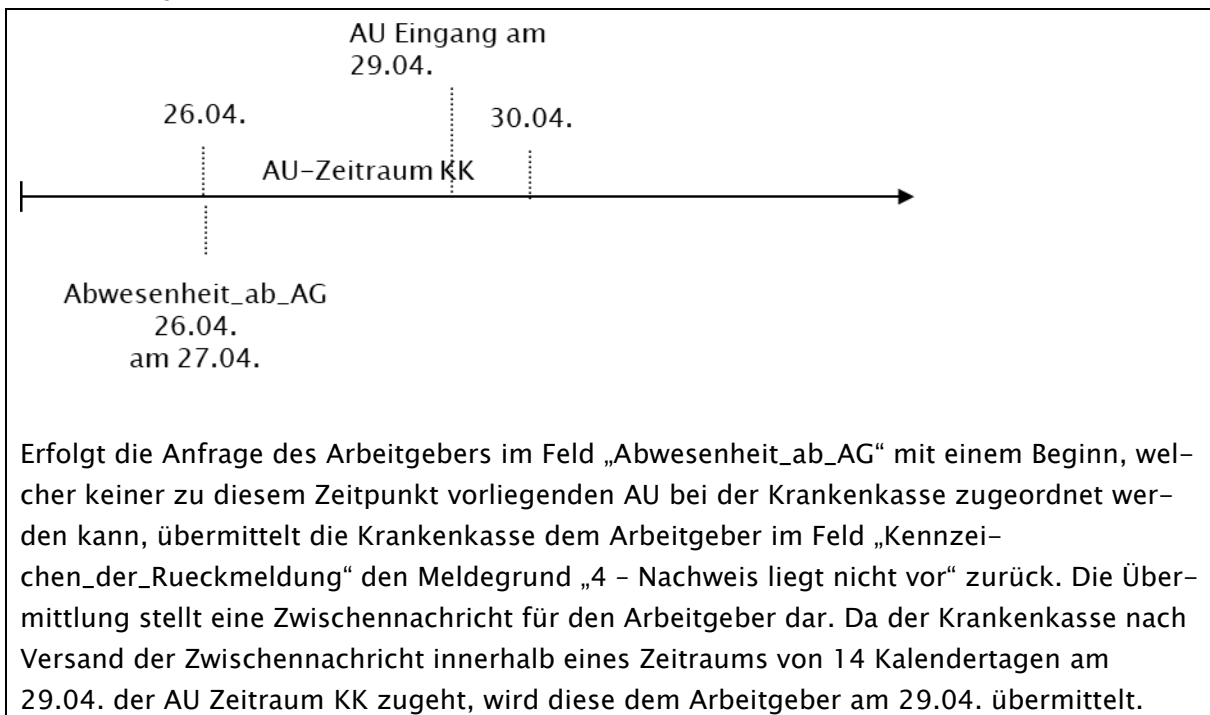 AU Eingang am
29.04.
26.04.
30.04.
AU-Zeitraum KK
Abwesenheit_ab_AG
26.04.
am 27.04.
Erfolgt die Anfrage des Arbeitgebers im Feld „Abwesenheit_ab_AG“ mit einem Beginn, wel-
cher keiner zu diesem Zeitpunkt vorliegenden AU bei der Krankenkasse zugeordnet wer-
den kann, übermittelt die Krankenkasse dem Arbeitgeber im Feld „Kennzei-
chen_der_Rueckmeldung“ den Meldegrund „4 – Nachweis liegt nicht vor“ zurück. Die Über-
mittlung stellt eine Zwischennachricht für den Arbeitgeber dar. Da der Krankenkasse nach
Versand der Zwischennachricht innerhalb eines Zeitraums von 14 Kalendertagen am
29.04. der AU Zeitraum KK zugeht, wird diese dem Arbeitgeber am 29.04. übermittelt.